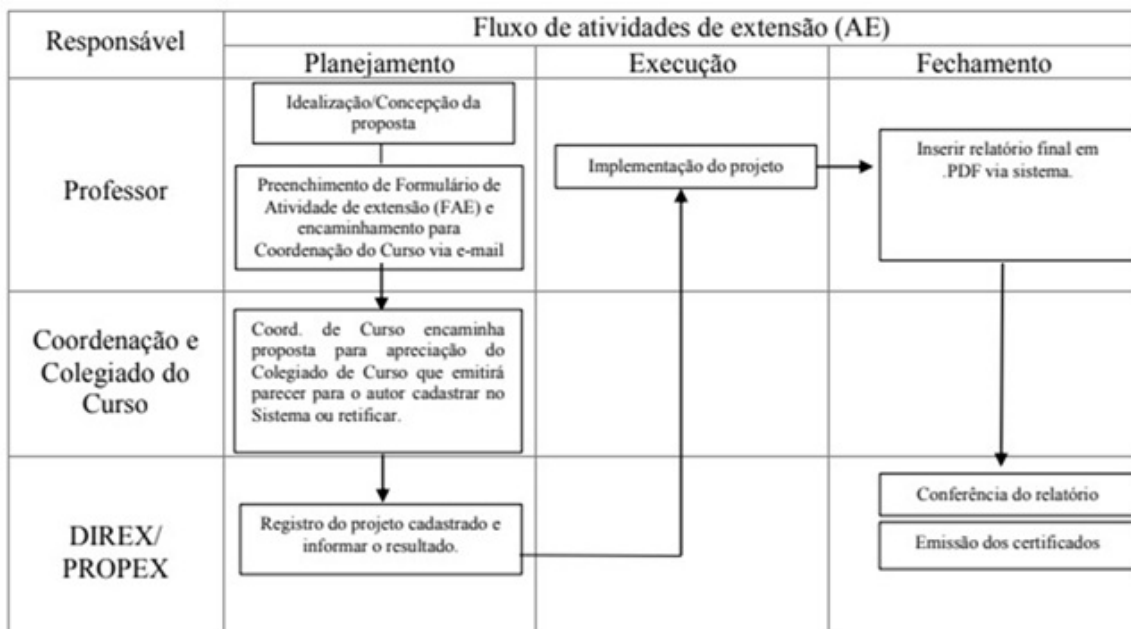 Responsável
Fluxo de atividades de extensão (AE)
Planejamento
Execução
Fechamento
Professor
Idealização/Concepção da
proposta
Preenchimento de Formulário de
Atividade de extensão (FAE) e
encaminhamento para
Coordenação do Curso via e-mail
Implementação do projeto
Inserir relatório final em
.PDF via sistema.
Coordenação e
Colegiado do
Curso
Coord. de Curso encaminha
proposta para apreciação do
Colegiado de Curso que emitirá
parecer para o autor cadastrar no
Sistema ou retificar.
DIREX/
PROPEX
Registro do projeto cadastrado e
informar o resultado.
Conferência do relatório
Emissão dos certificados